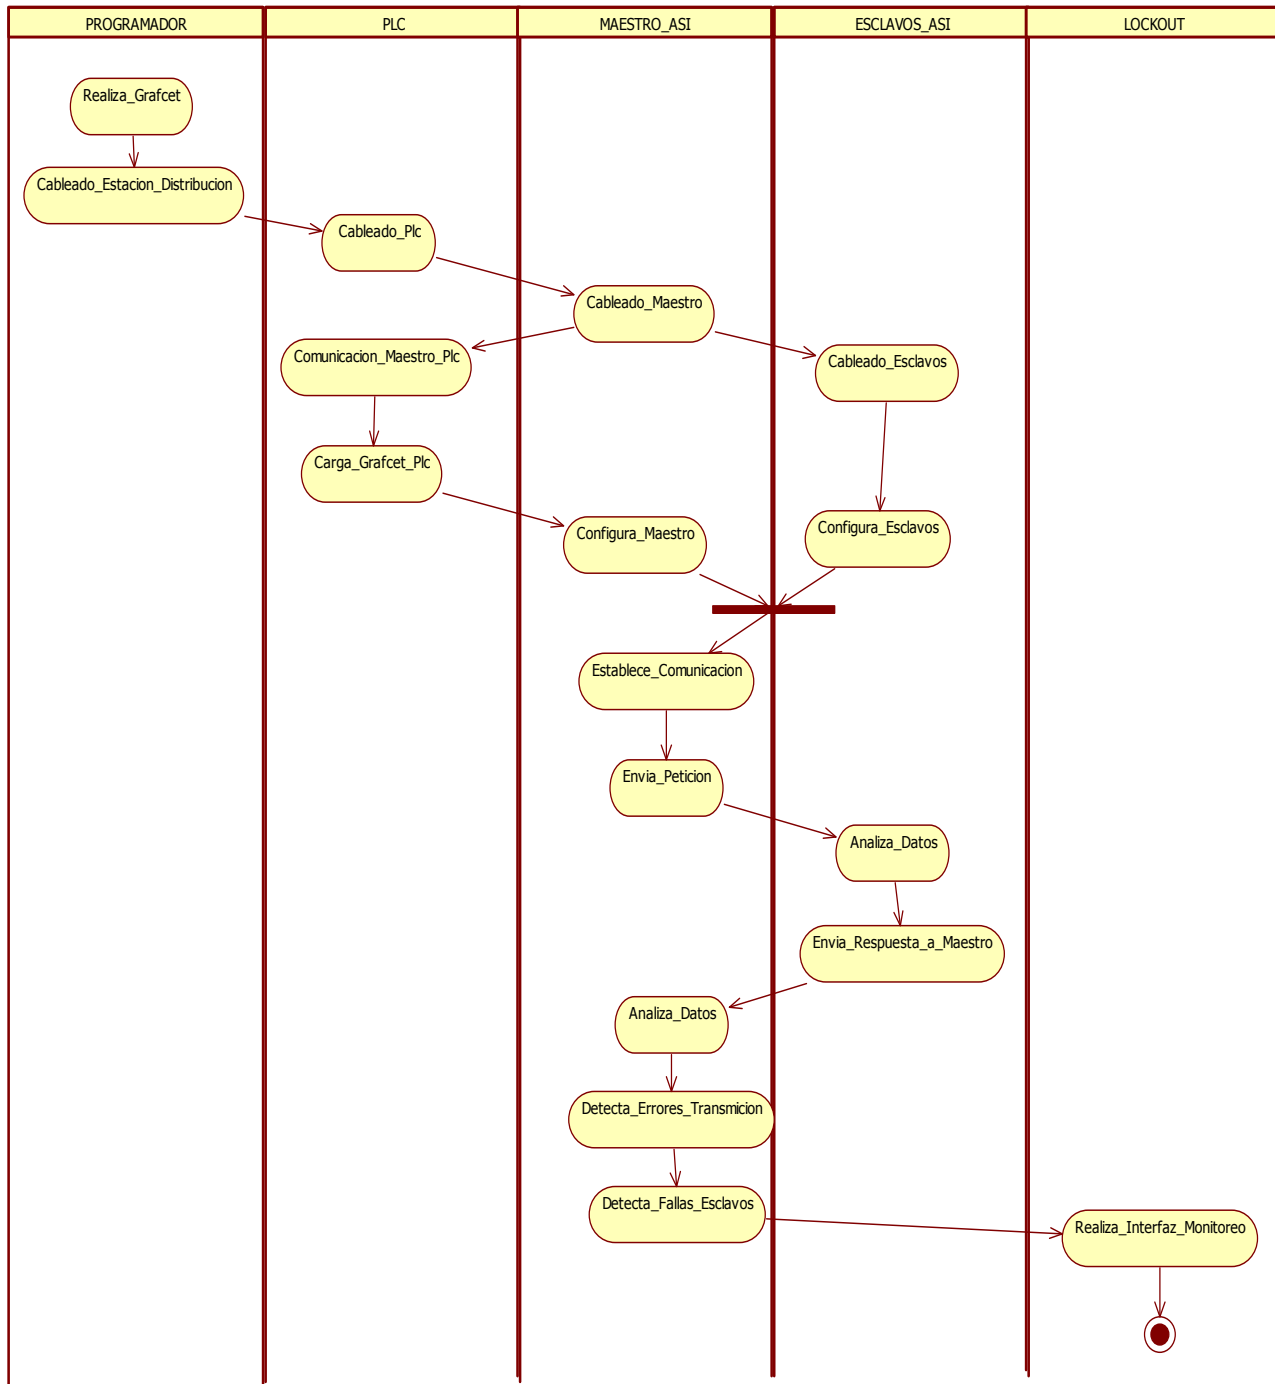 PROGRAMADOR
PLC
MAESTRO_ASI
ESCLAVOS_ASI
LOCKOUT
Realiza_Grafcet
Cableado_Estacion_Distribucion
Cableado_Plc
Cableado_Maestro
Comunicacion_Maestro_Plc
Cableado_Esclavos
Carga_Grafcet_Plc
Configura_Maestro
Configura_Esclavos
Establece_Comunicacion
Envia_Peticion
Analiza_Datos
Envia_Respuesta_a_Maestro
Analiza_Datos
Detecta_Errores_Transmicion
Detecta_Fallas_Esclavos
Realiza_Interfaz_Monitoreo